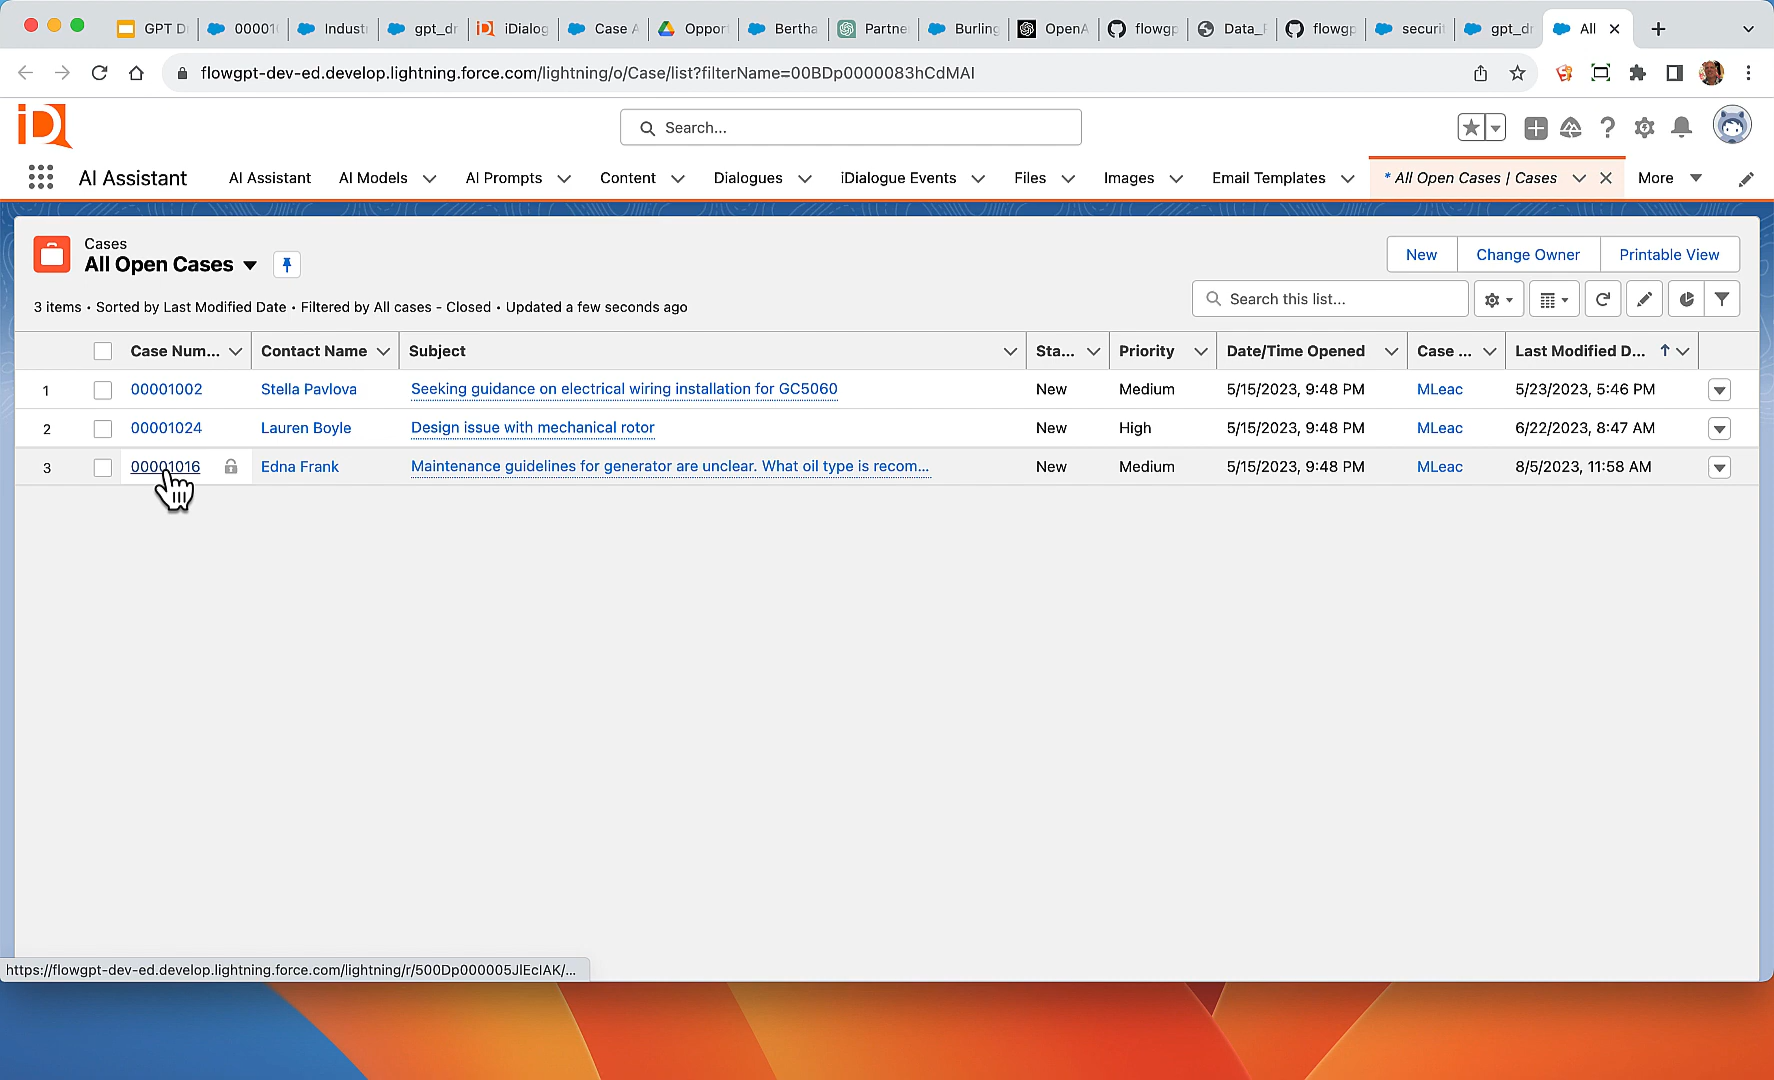 GPT D
00001
Indust
gpt_dr
iDialog
Case A
Oppor
Bertha
Partne
Burling
OpenA
flowgp
Data_F
flowgp
securit
gpt_dr
All
flowgpt-dev-ed.develop.lightning.force.com/lightning/o/Case/list?filterName=00BDp0000083hCdMAI
iD
Search...
AI Assistant
AI Assistant
AI Models
AI Prompts
Content
Dialogues
iDialogue Events
Files
Images
Email Templates
* All Open Cases | Cases
More
Cases
All Open Cases
New
Change Owner
Printable View
3 items • Sorted by Last Modified Date • Filtered by All cases - Closed • Updated a few seconds ago
Search this list...
Case Num... Contact Name Subject Sta... Priority Date/Time Opened Case ... Last Modified D...
1 00001002 Stella Pavlova Seeking guidance on electrical wiring installation for GC5060 New Medium 5/15/2023, 9:48 PM MLeac 5/23/2023, 5:46 PM
2 00001024 Lauren Boyle Design issue with mechanical rotor New High 5/15/2023, 9:48 PM MLeac 6/22/2023, 8:47 AM
3 00001016 Edna Frank Maintenance guidelines for generator are unclear. What oil type is recom... New Medium 5/15/2023, 9:48 PM MLeac 8/5/2023, 11:58 AM
https://flowgpt-dev-ed.develop.lightning.force.com/lightning/r/500Dp000005JlEcIAK/...